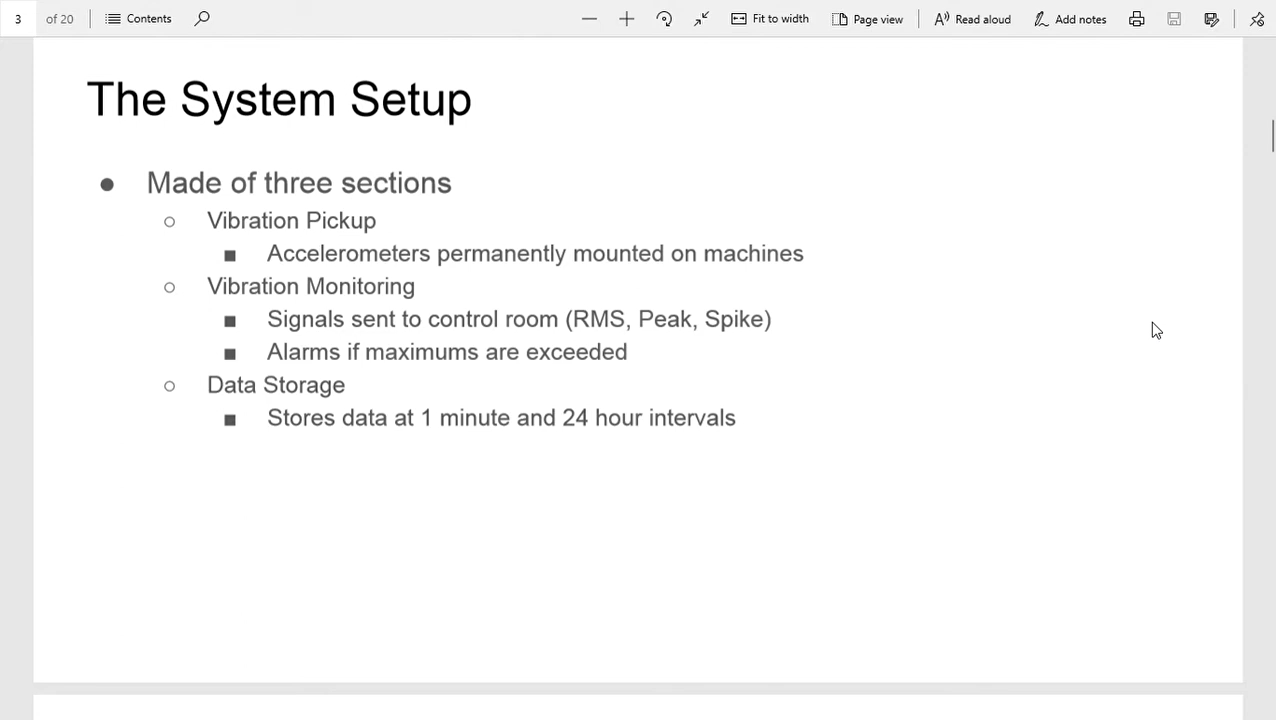 3 of 20 Contents Fit to width Page view Read aloud Add notes
The System Setup
● Made of three sections
○ Vibration Pickup
■ Accelerometers permanently mounted on machines
○ Vibration Monitoring
■ Signals sent to control room (RMS, Peak, Spike)
■ Alarms if maximums are exceeded
○ Data Storage
■ Stores data at 1 minute and 24 hour intervals